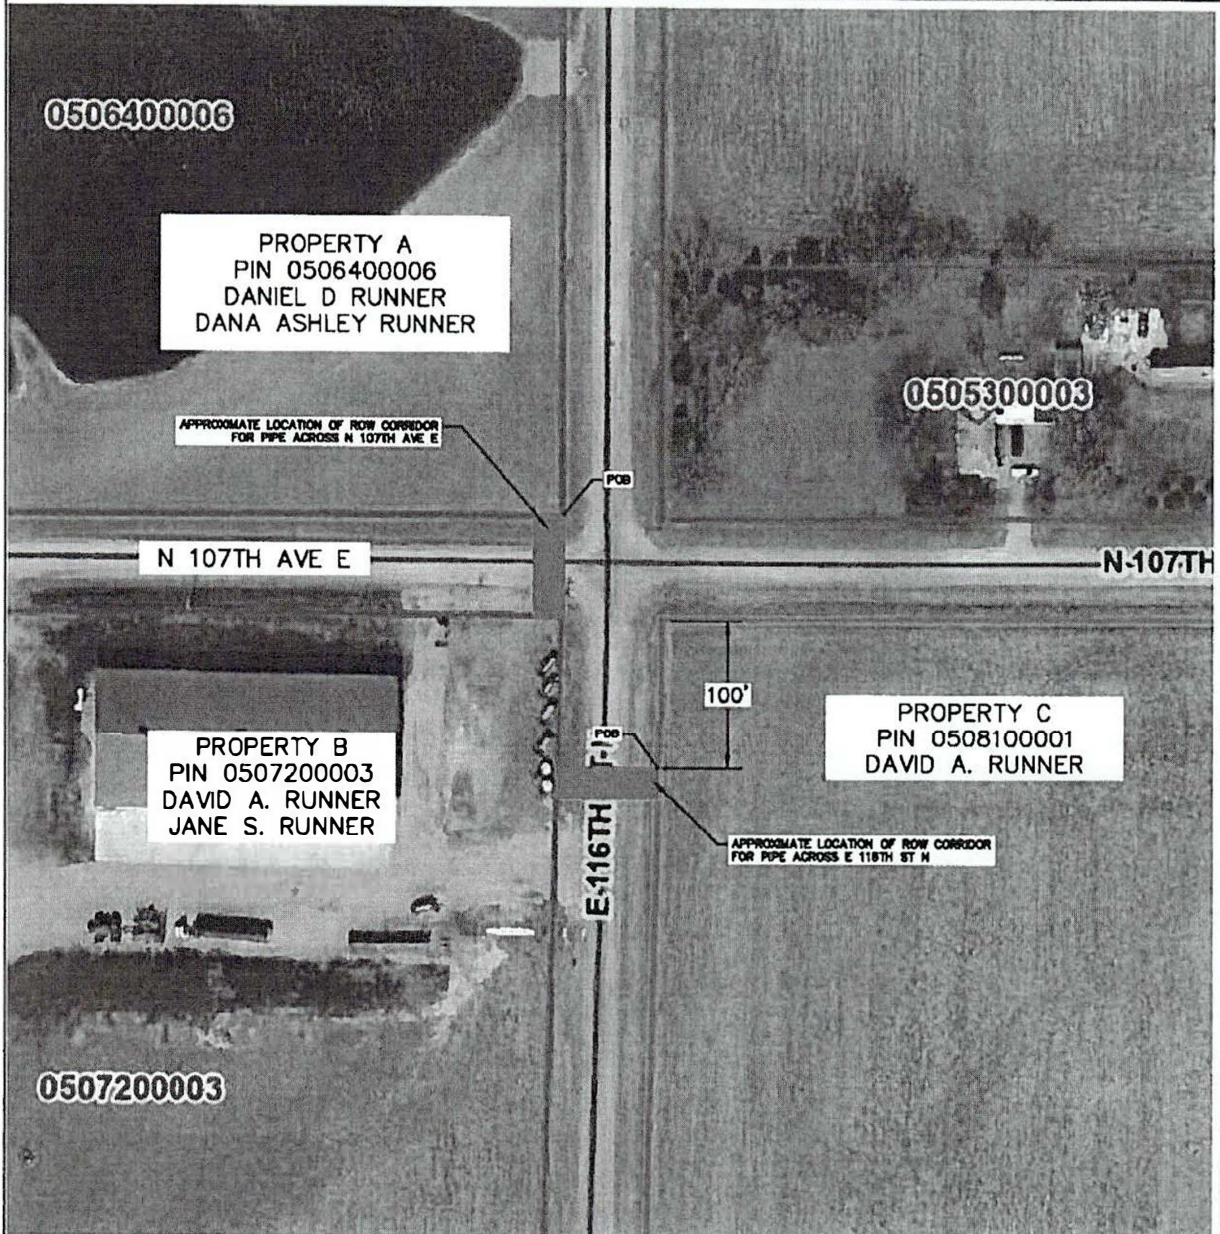 0506400006
PROPERTY A
PIN 0506400006
DANIEL D RUNNER
DANA ASHLEY RUNNER
0505300003
APPROXIMATE LOCATION OF ROW CORRIDOR
FOR PIPE ACROSS N 107TH AVE E
POB
N 107TH AVE E
N-107TH
100'
PROPERTY C
PIN 0508100001
DAVID A. RUNNER
POB
PROPERTY B
PIN 0507200003
DAVID A. RUNNER
JANE S. RUNNER
APPROXIMATE LOCATION OF ROW CORRIDOR
FOR PIPE ACROSS E 116TH ST N
E-116TH
0507200003